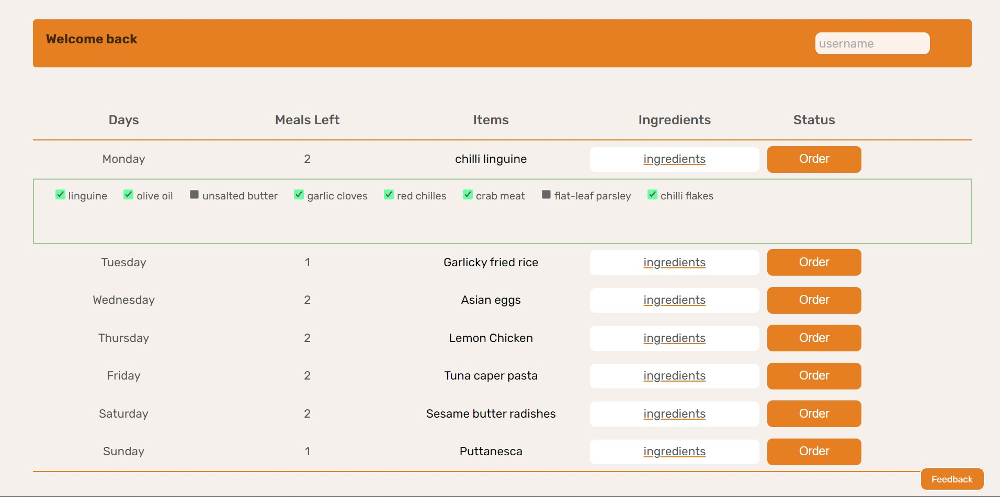 Welcome back
username
Days Meals Left Items Ingredients Status
Monday 2 chilli linguine ingredients Order
linguine olive oil unsalted butter garlic cloves red chilles crab meat flat-leaf parsley chilli flakes
Tuesday 1 Garlicky fried rice ingredients Order
Wednesday 2 Asian eggs ingredients Order
Thursday 2 Lemon Chicken ingredients Order
Friday 2 Tuna caper pasta ingredients Order
Saturday 2 Sesame butter radishes ingredients Order
Sunday 1 Puttanesca ingredients Order
Feedback